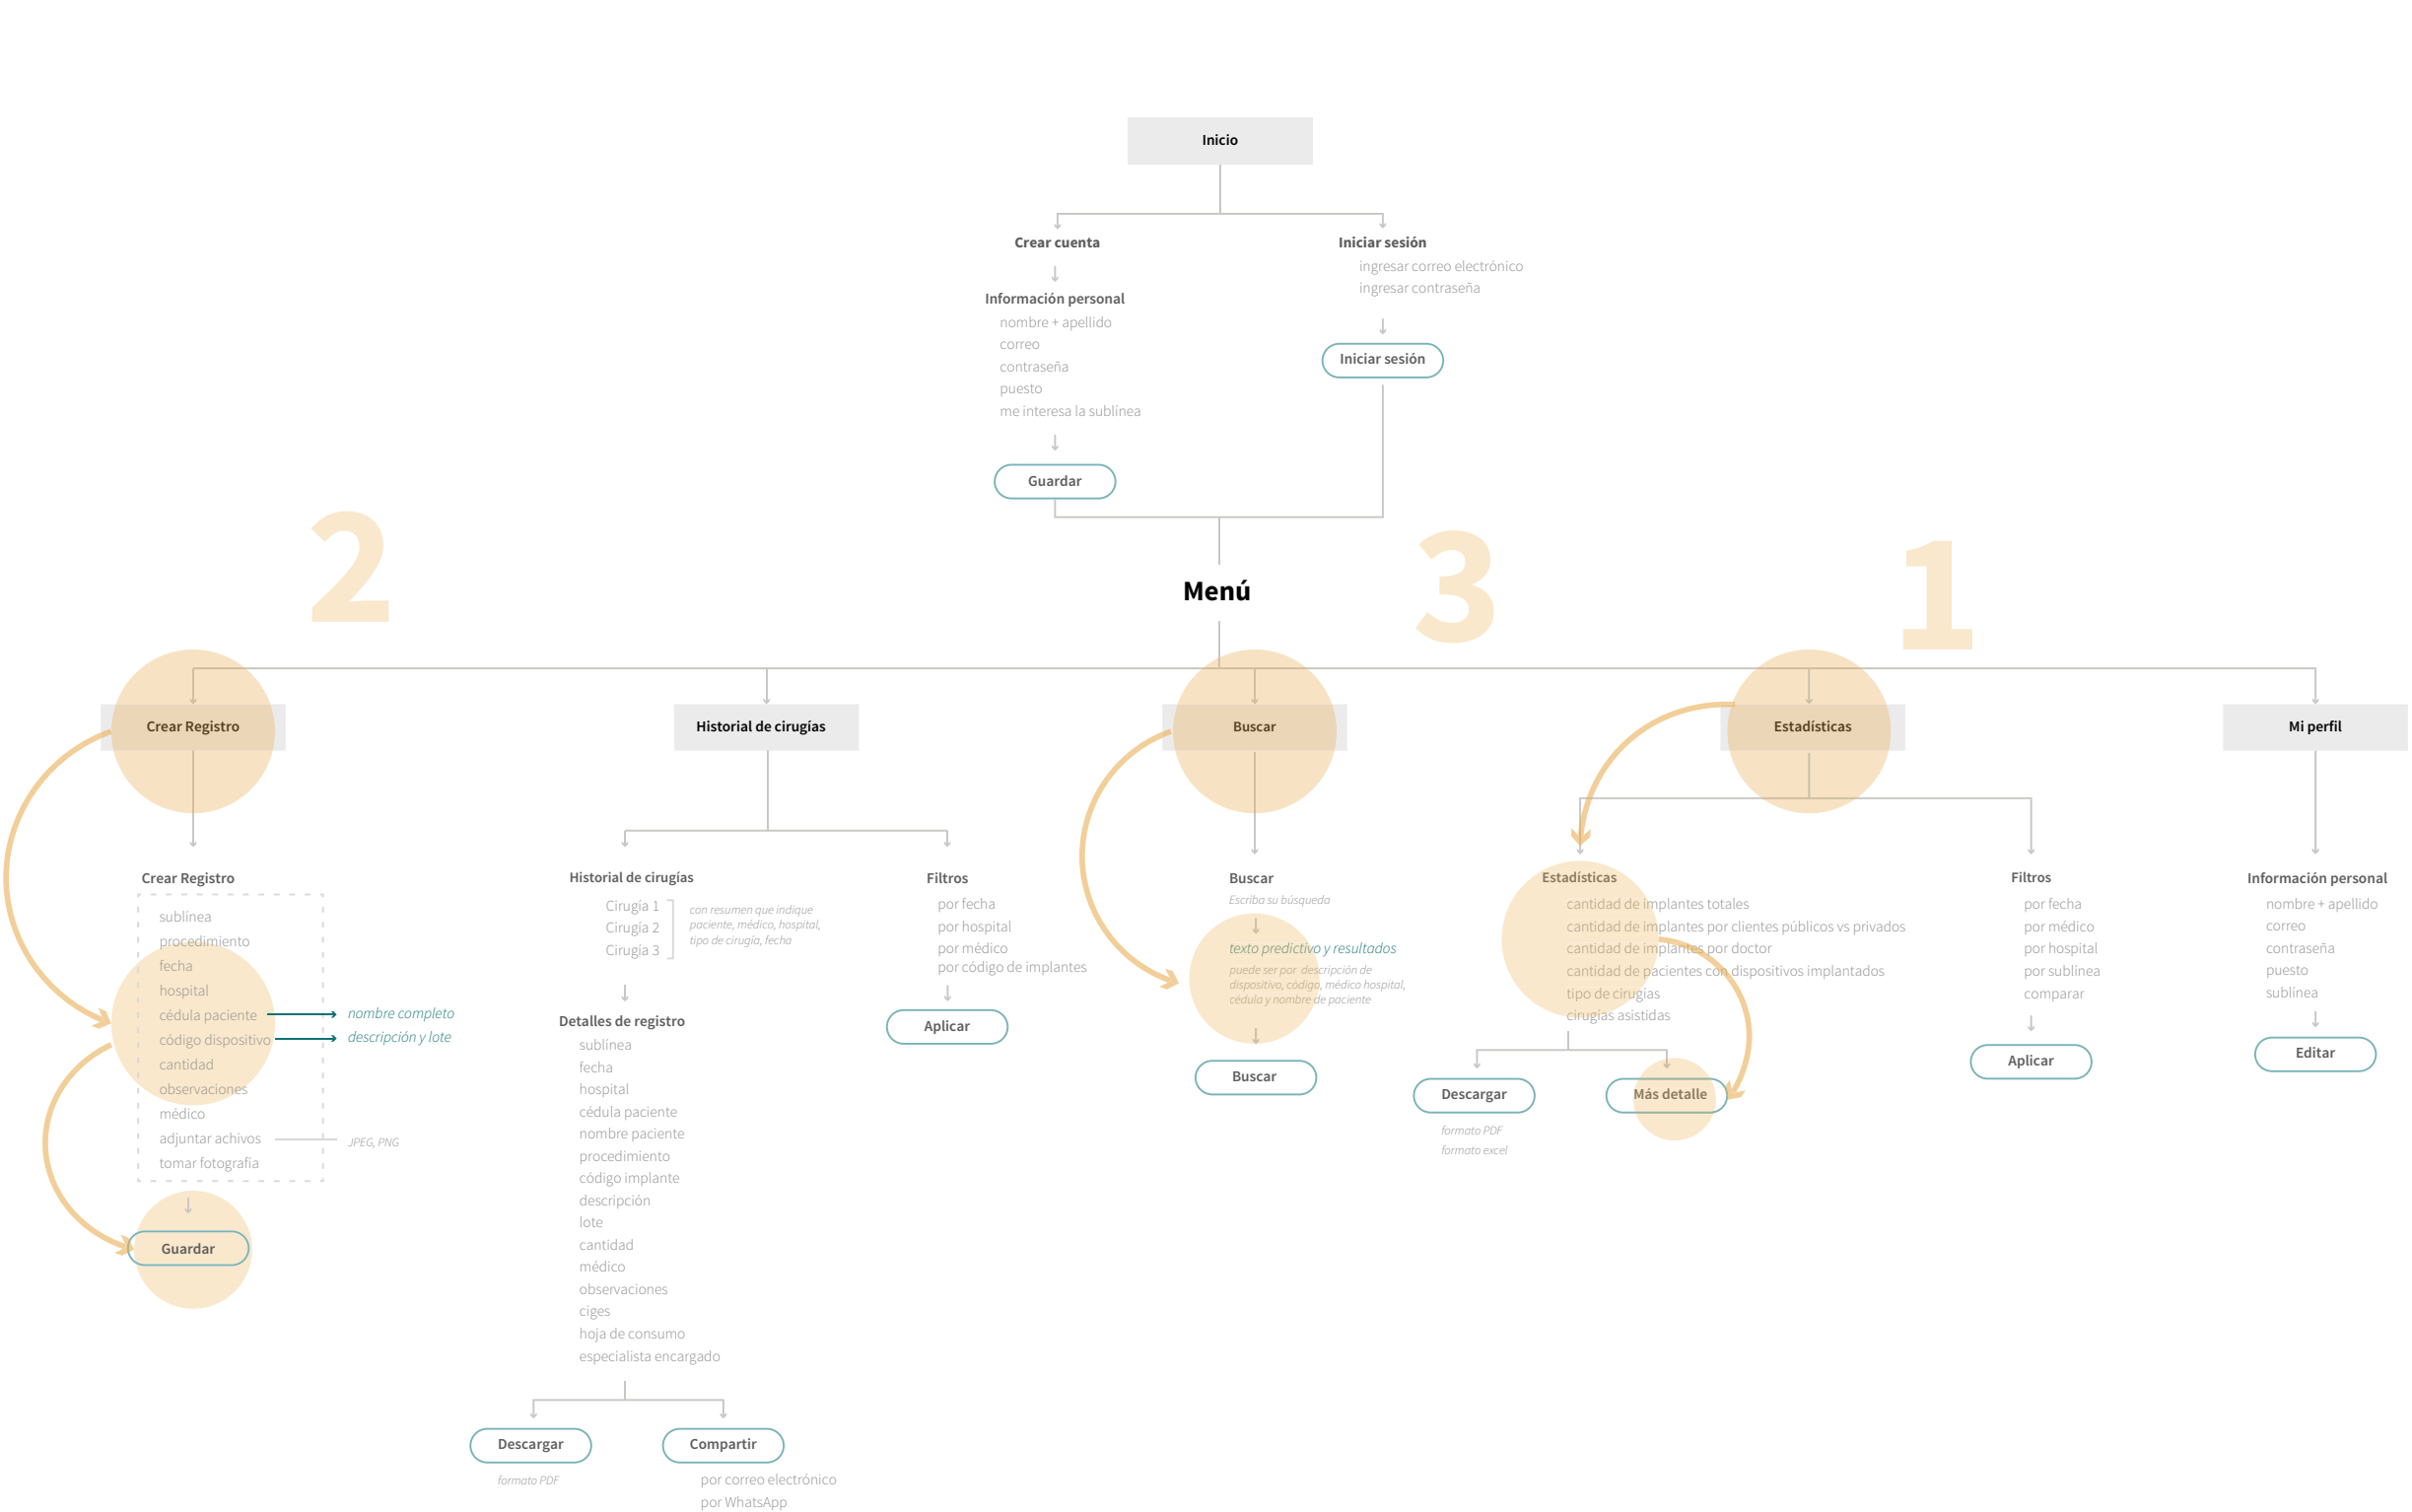 Inicio
Crear cuenta
Información personal
nombre + apellido
correo
contraseña
puesto
me interesa la sublínea
Guardar
Iniciar sesión
ingresar correo electrónico
ingresar contraseña
Iniciar sesión
2
3
1
Menú
Crear Registro
Historial de cirugías
Buscar
Estadísticas
Mi perfil
Crear Registro
sublínea
procedimiento
fecha
hospital
cédula paciente
nombre completo
código dispositivo
descripción y lote
cantidad
observaciones
médico
adjuntar achivos
JPEG, PNG
tomar fotografía
Guardar
Historial de cirugías
Cirugía 1
Cirugía 2
Cirugía 3
con resumen que indique
paciente, médico, hospital,
tipo de cirugía, fecha
Detalles de registro
sublínea
fecha
hospital
cédula paciente
nombre paciente
procedimiento
código implante
descripción
lote
cantidad
médico
observaciones
ciges
hoja de consumo
especialista encargado
Descargar
formato PDF
Compartir
por correo electrónico
por WhatsApp
Filtros
por fecha
por hospital
por médico
por código de implantes
Aplicar
Buscar
Escriba su búsqueda
texto predictivo y resultados
puede ser por descripción de
dispositivo, código, médico hospital,
cédula y nombre de paciente
Buscar
Estadísticas
cantidad de implantes totales
cantidad de implantes por clientes públicos vs privados
cantidad de implantes por doctor
cantidad de pacientes con dispositivos implantados
tipo de cirugías
cirugías asistidas
Descargar
formato PDF
formato excel
Más detalle
Filtros
por fecha
por médico
por hospital
por sublínea
comparar
Aplicar
Información personal
nombre + apellido
correo
contraseña
puesto
sublínea
Editar